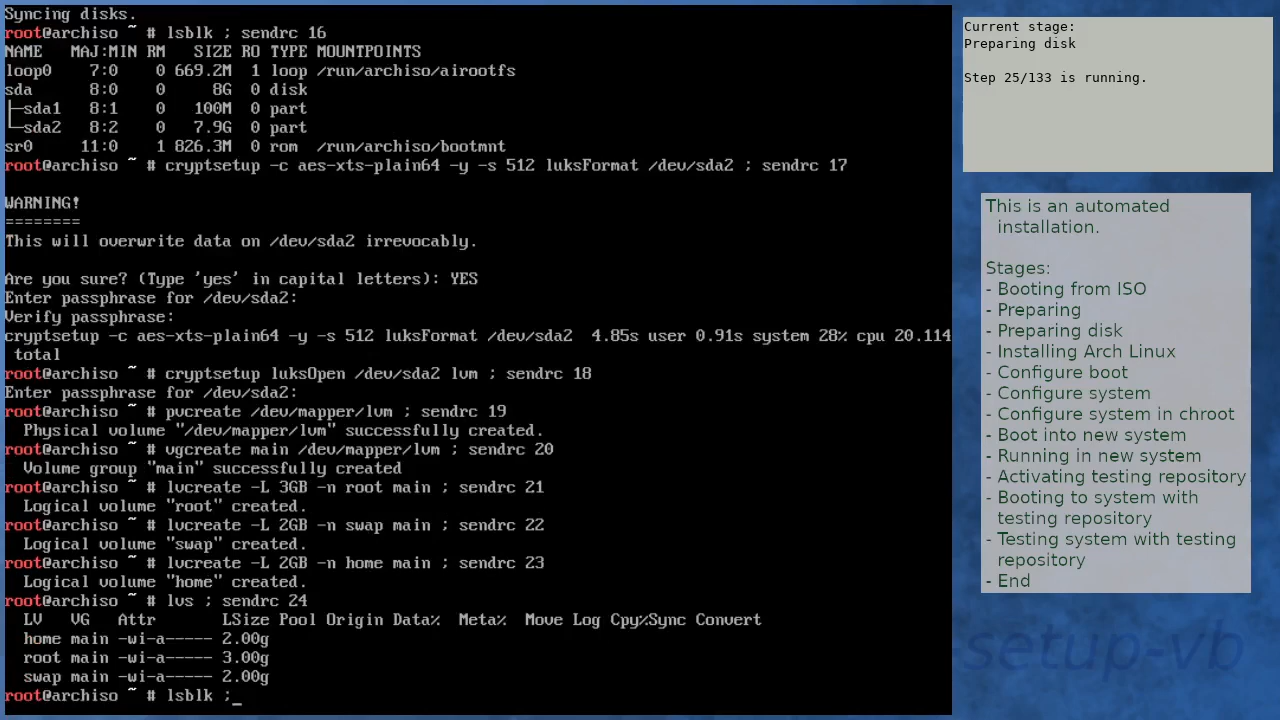 Syncing disks.
root@archiso ~ # lsblk ; sendrc 16
NAME   MAJ:MIN RM   SIZE RO TYPE MOUNTPOINTS
loop0    7:0    0 669.2M  1 loop /run/archiso/airootfs
sda      8:0    0     8G  0 disk
├─sda1   8:1    0   100M  0 part
└─sda2   8:2    0   7.9G  0 part
sr0     11:0    1 826.3M  0 rom  /run/archiso/bootmnt
root@archiso ~ # cryptsetup -c aes-xts-plain64 -y -s 512 luksFormat /dev/sda2 ; sendrc 17
WARNING!
========
This will overwrite data on /dev/sda2 irrevocably.
Are you sure? (Type 'yes' in capital letters): YES
Enter passphrase for /dev/sda2:
Verify passphrase:
cryptsetup -c aes-xts-plain64 -y -s 512 luksFormat /dev/sda2  4.85s user 0.91s system 28% cpu 20.114
 total
root@archiso ~ # cryptsetup luksOpen /dev/sda2 lvm ; sendrc 18
Enter passphrase for /dev/sda2:
root@archiso ~ # pvcreate /dev/mapper/lvm ; sendrc 19
  Physical volume "/dev/mapper/lvm" successfully created.
root@archiso ~ # vgcreate main /dev/mapper/lvm ; sendrc 20
  Volume group "main" successfully created
root@archiso ~ # lvcreate -L 3GB -n root main ; sendrc 21
  Logical volume "root" created.
root@archiso ~ # lvcreate -L 2GB -n swap main ; sendrc 22
  Logical volume "swap" created.
root@archiso ~ # lvcreate -L 2GB -n home main ; sendrc 23
  Logical volume "home" created.
root@archiso ~ # lvs ; sendrc 24
  LV   VG   Attr       LSize Pool Origin Data%  Meta%  Move Log Cpy%Sync Convert
  home main -wi-a----- 2.00g
  root main -wi-a----- 3.00g
  swap main -wi-a----- 2.00g
root@archiso ~ # lsblk ;_
Current stage:
Preparing disk
Step 25/133 is running.
This is an automated
installation.
Stages:
- Booting from ISO
- Preparing
- Preparing disk
- Installing Arch Linux
- Configure boot
- Configure system
- Configure system in chroot
- Boot into new system
- Running in new system
- Activating testing repository
- Booting to system with
testing repository
- Testing system with testing
repository
- End
setup-vb